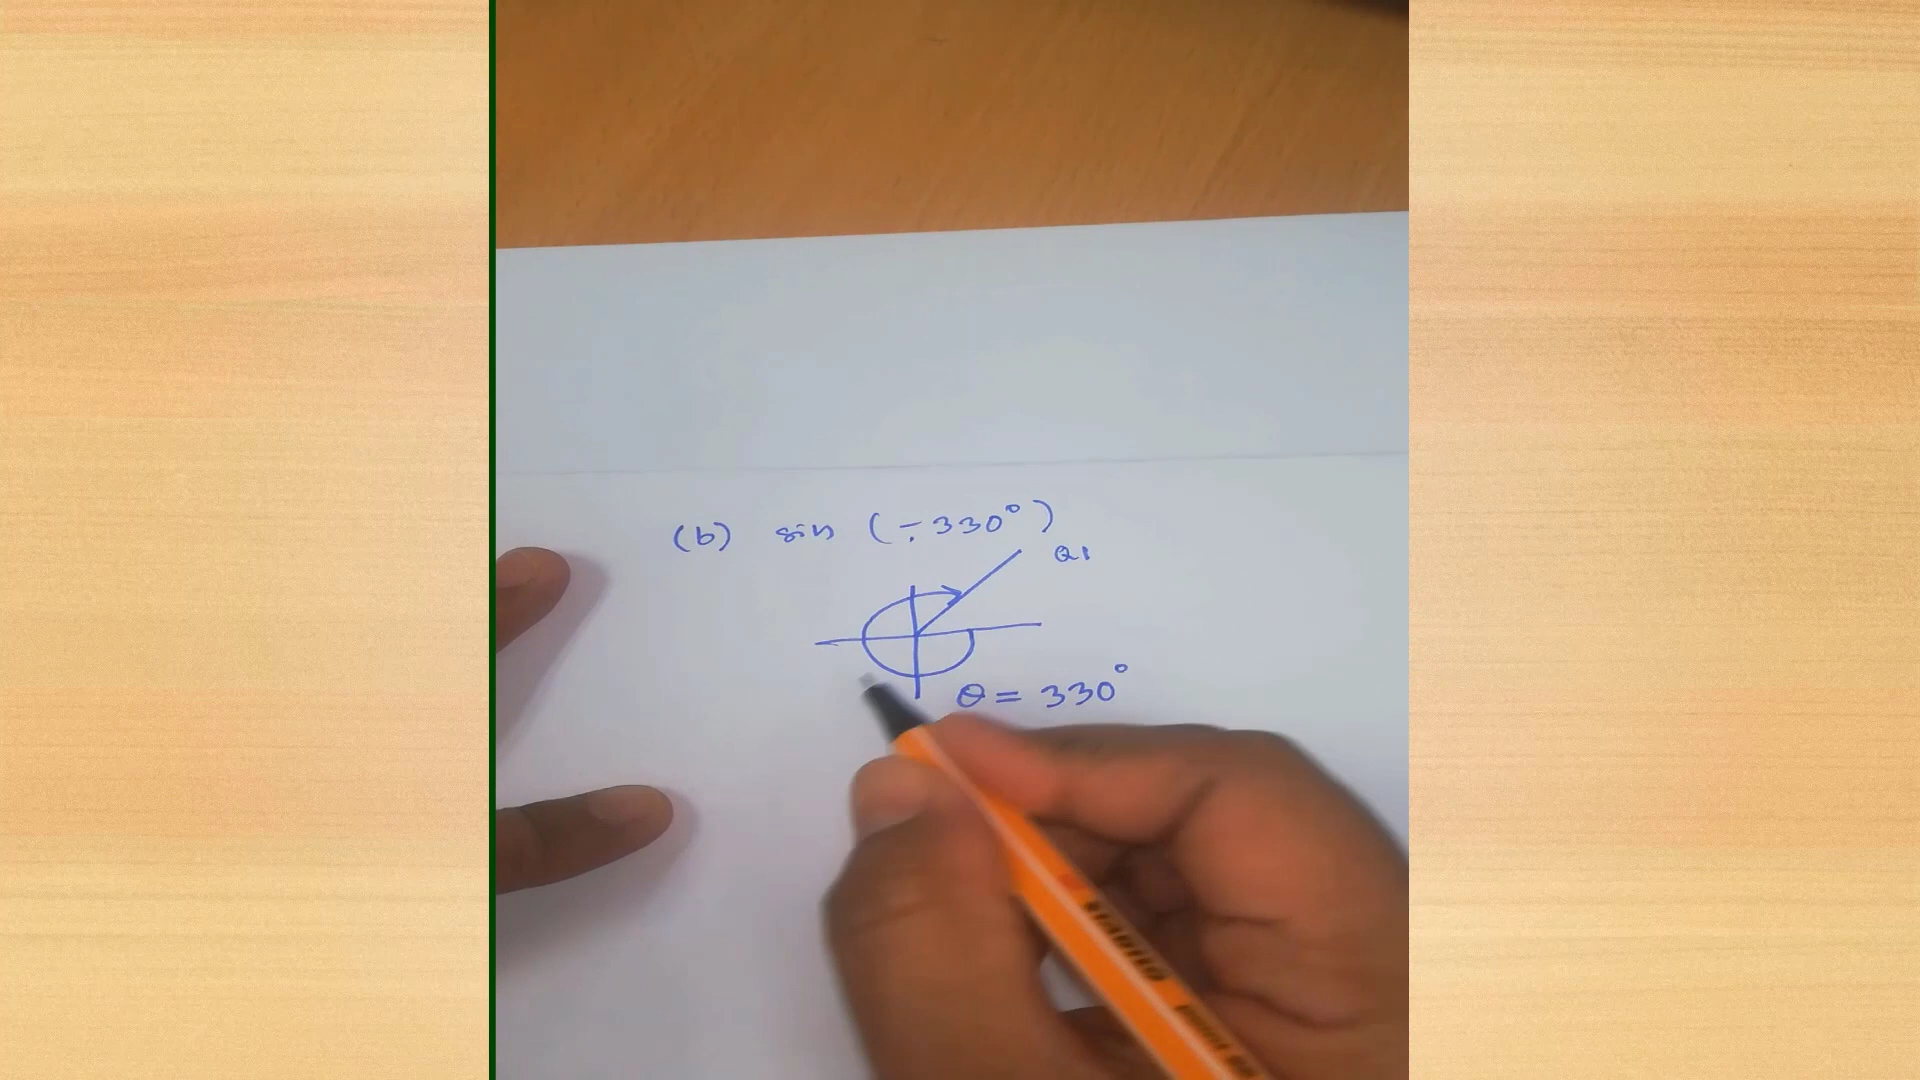 (b) sin (-330°)
Q1
θ = 330°